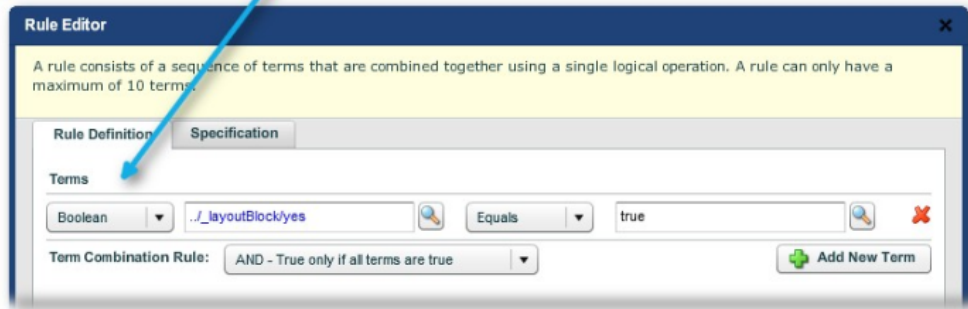 Rule Editor
A rule consists of a sequence of terms that are combined together using a single logical operation. A rule can only have a
maximum of 10 terms.
Rule Definition Specification
Terms
Boolean ../_layoutBlock/yes Equals true
Term Combination Rule: AND - True only if all terms are true Add New Term